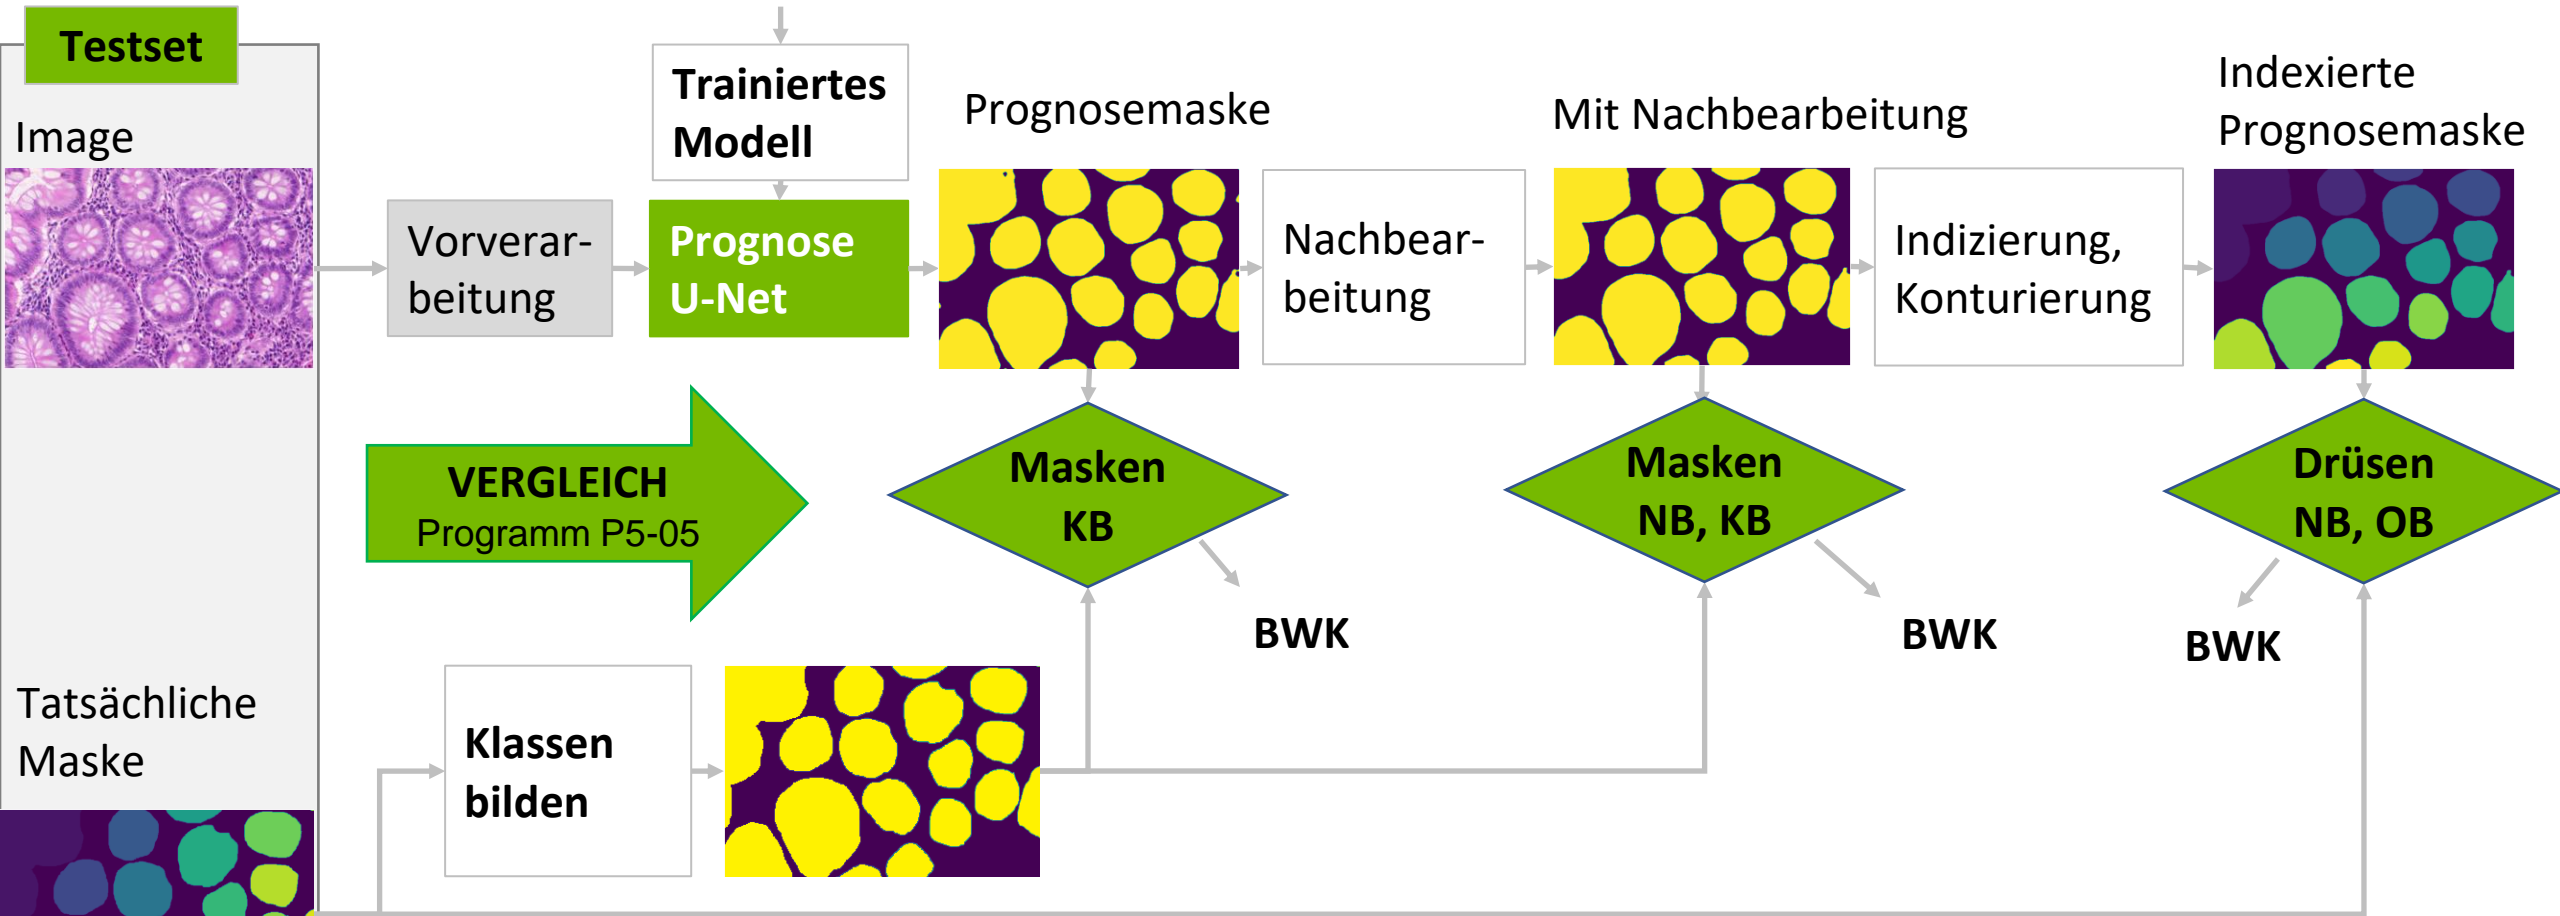 Testset
Image
Trainiertes
Modell
Prognosemaske
Mit Nachbearbeitung
Indexierte
Prognosemaske
Vorverar-
beitung
Prognose
U-Net
Nachbear-
beitung
Indizierung,
Konturierung
VERGLEICH
Programm P5-05
Masken
KB
Masken
NB, KB
Drüsen
NB, OB
BWK
BWK
BWK
Tatsächliche
Maske
Klassen
bilden